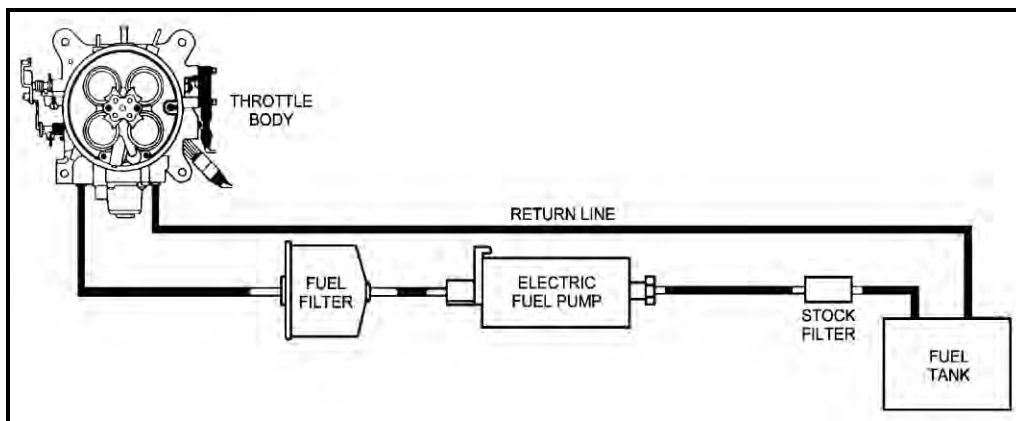 THROTTLE
BODY
RETURN LINE
FUEL
FILTER
ELECTRIC
FUEL PUMP
STOCK
FILTER
FUEL
TANK